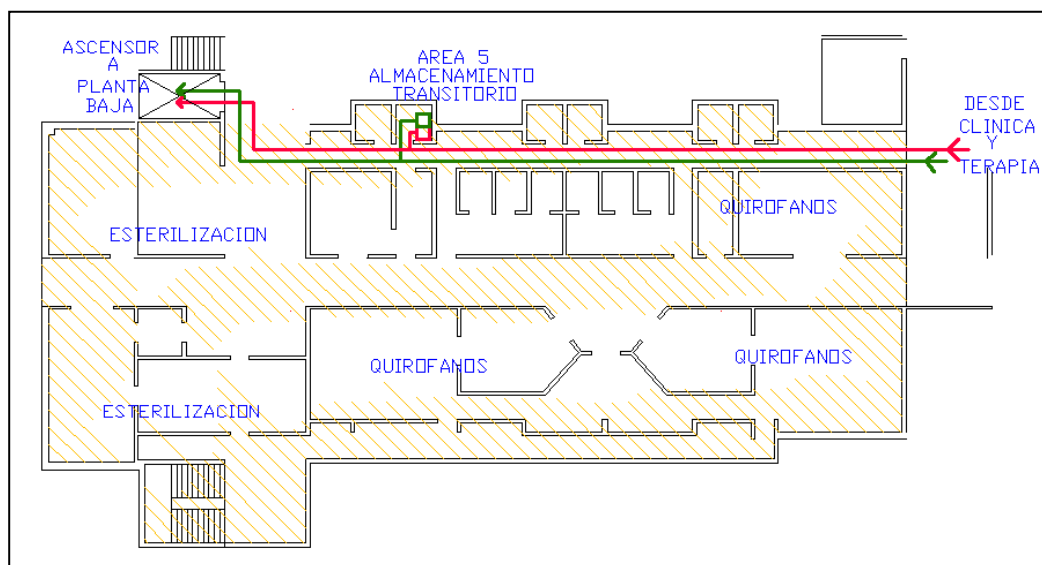 ASCENSOR
A
PLANTA
BAJA
AREA 5
ALMACENAMIENTO
TRANSITORIO
DESDE
CLINICA
Y
TERAPIA
QUIROFANOS
ESTERILIZACION
QUIROFANOS
QUIROFANOS
ESTERILIZACION